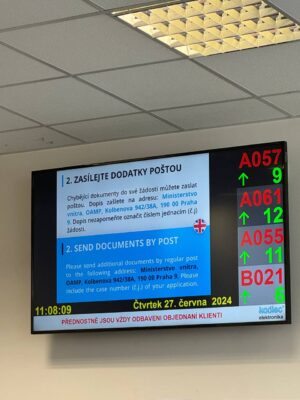 2. ZASÍLEJTE DODATKY POŠTOU
Chybějící dokumenty do své žádosti můžete zaslat
poštou. Dopis zašlete na adresu: Ministerstvo
vnitra, OAMP, Kolbenova 942/38A, 190 00 Praha
9. Dopis nezapomeňte označit číslem jednacím (č.j.)
žádosti.
2. SEND DOCUMENTS BY POST
Please send additional documents by regular post
to the following address: Ministerstvo vnitra,
OAMP, Kolbenova 942/38A, 190 00 Praha 9. Please
include the case number (č.j.) of your application.
A057
↑ 9
A061
↑ 12
A055
↑ 11
B021
↑
11:08:09
Čtvrtek 27. června 2024
PŘEDNOSTNĚ JSOU VŽDY ODBAVENI OBJEDNANÍ KLIENTI
kadlec
elektronika